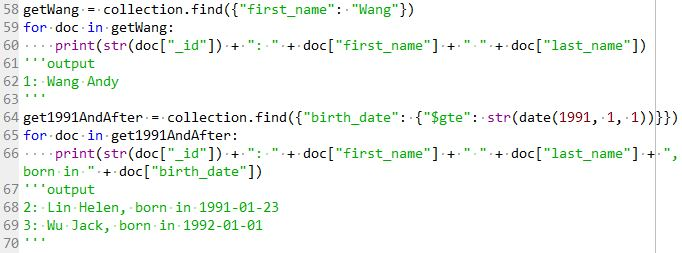 58 getWang = collection.find({"first_name": "Wang"})
59 for doc in getWang:
60 ····print(str(doc["_id"]) + ": " + doc["first_name"] + " " + doc["last_name"])
61 '''output
62 1: Wang Andy
63 '''
64 get1991AndAfter = collection.find({"birth_date": {"$gte": str(date(1991, 1, 1))}})
65 for doc in get1991AndAfter:
66 ····print(str(doc["_id"]) + ": " + doc["first_name"] + " " + doc["last_name"] + ",
born in " + doc["birth_date"])
67 '''output
68 2: Lin Helen, born in 1991-01-23
69 3: Wu Jack, born in 1992-01-01
70 '''